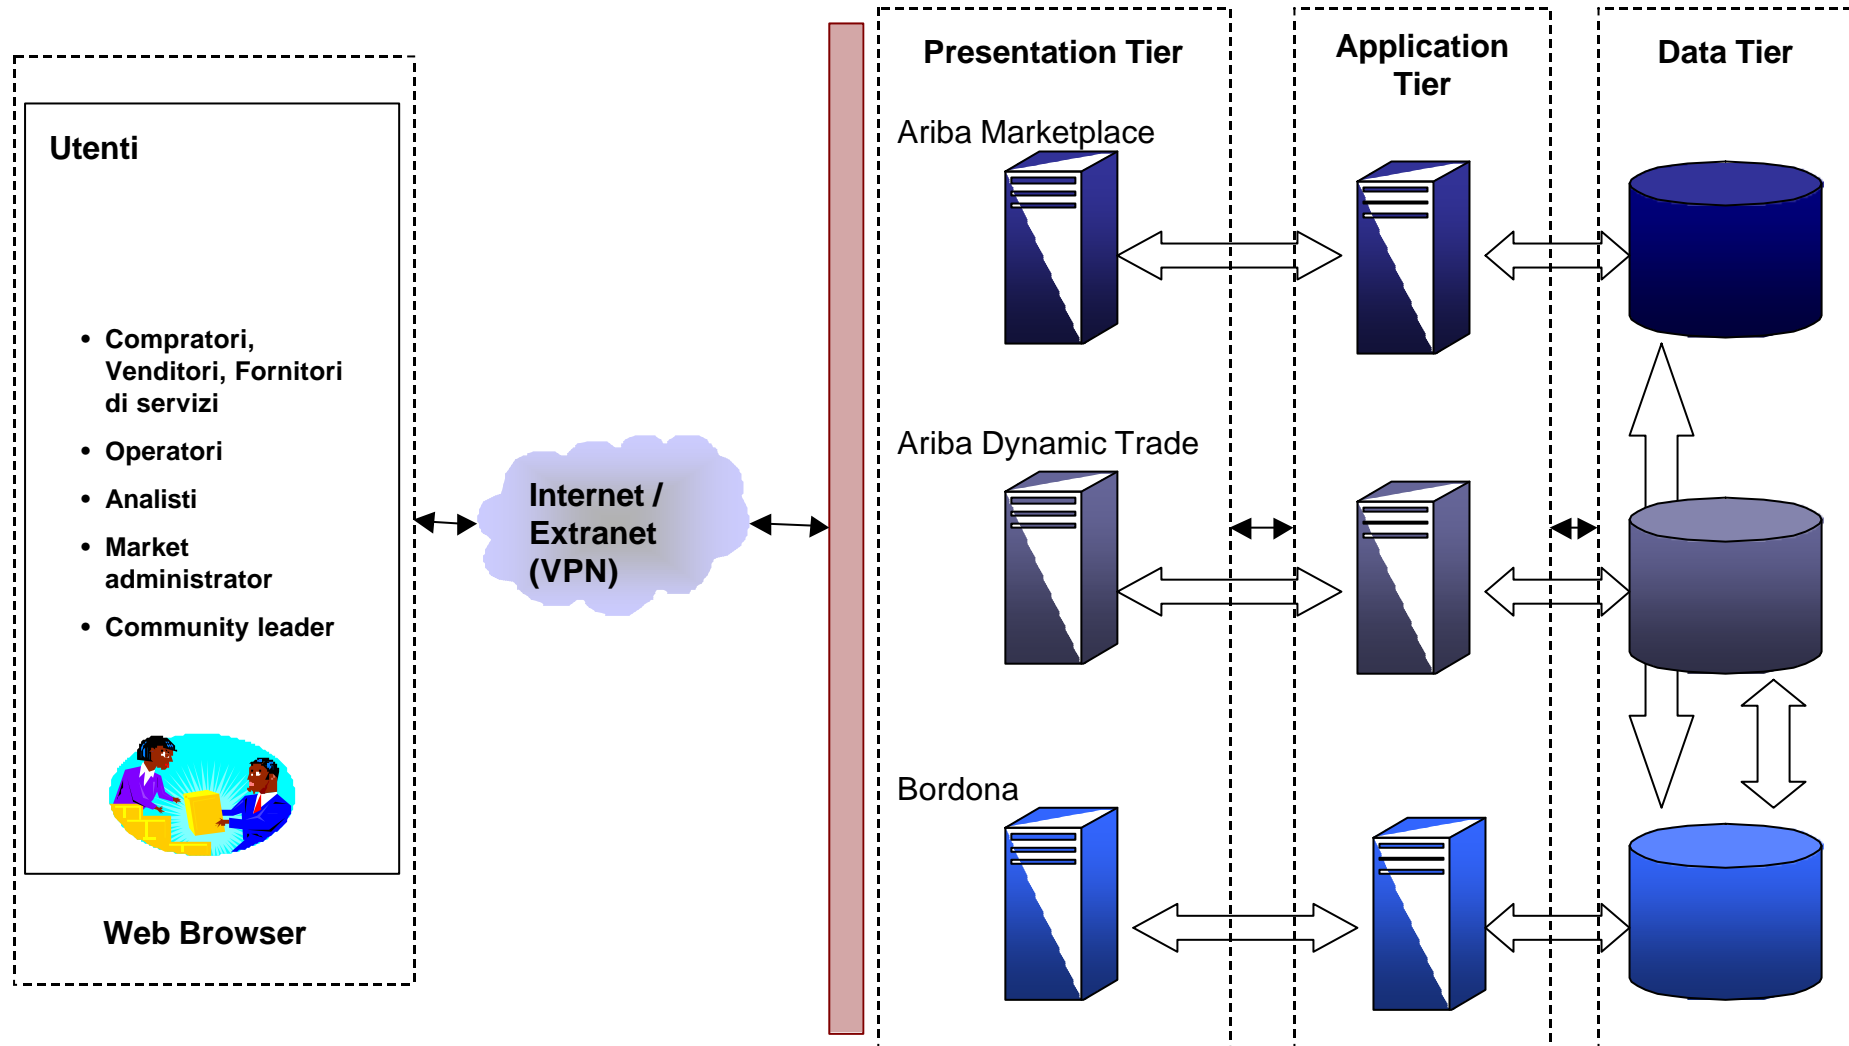 Utenti
• Compratori,
Venditori, Fornitori
di servizi
• Operatori
• Analisti
• Market
administrator
• Community leader
Web Browser
Internet /
Extranet
(VPN)
Presentation Tier
Application
Tier
Data Tier
Ariba Marketplace
Ariba Dynamic Trade
Bordona